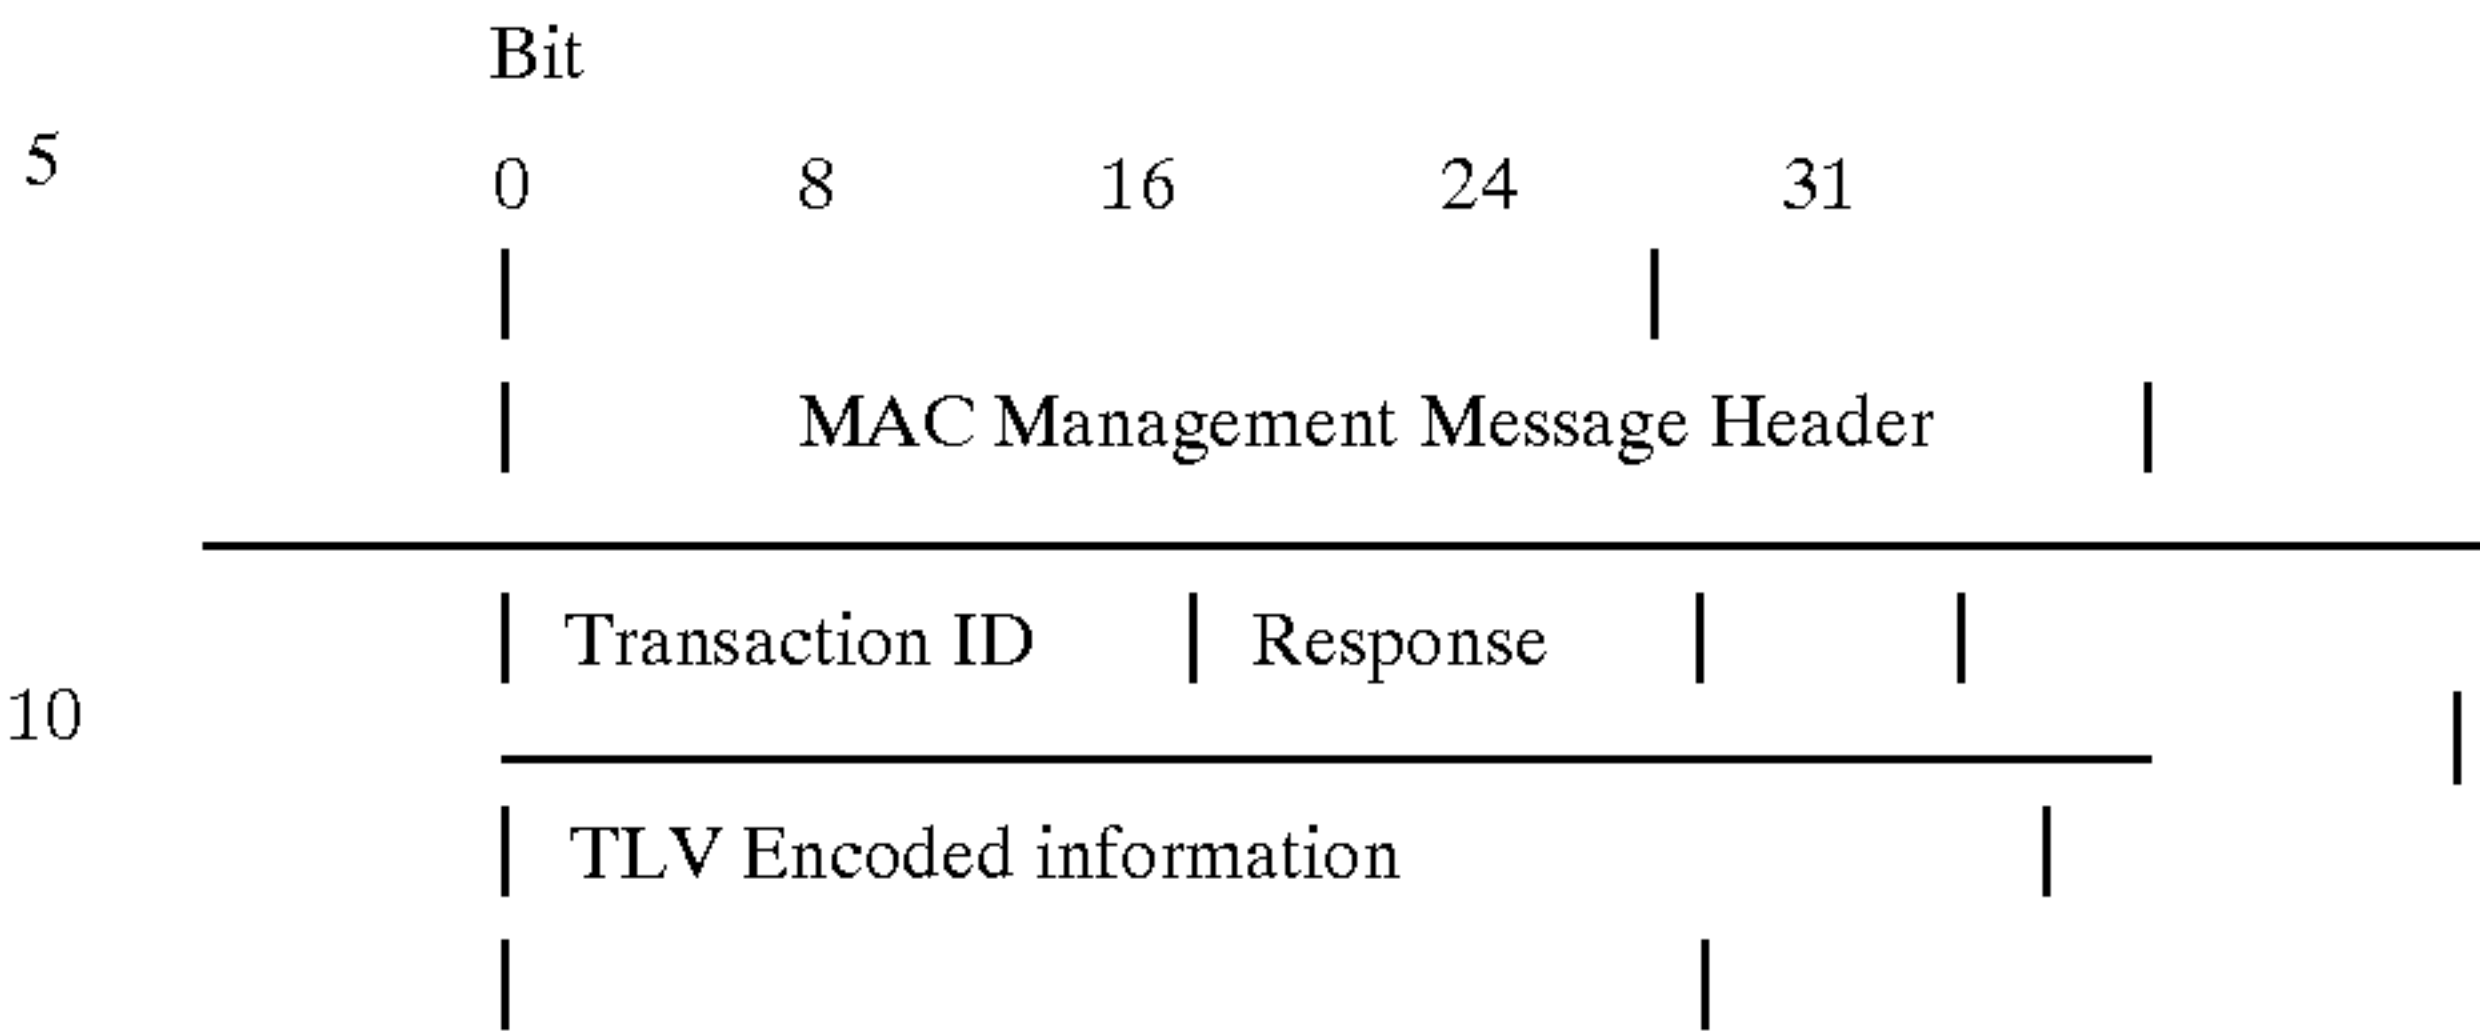 Bit
5
0 8 16 24 31
| |
| MAC Management Message Header |
| Transaction ID | Response | |
10 |
| TLV Encoded information |
| |